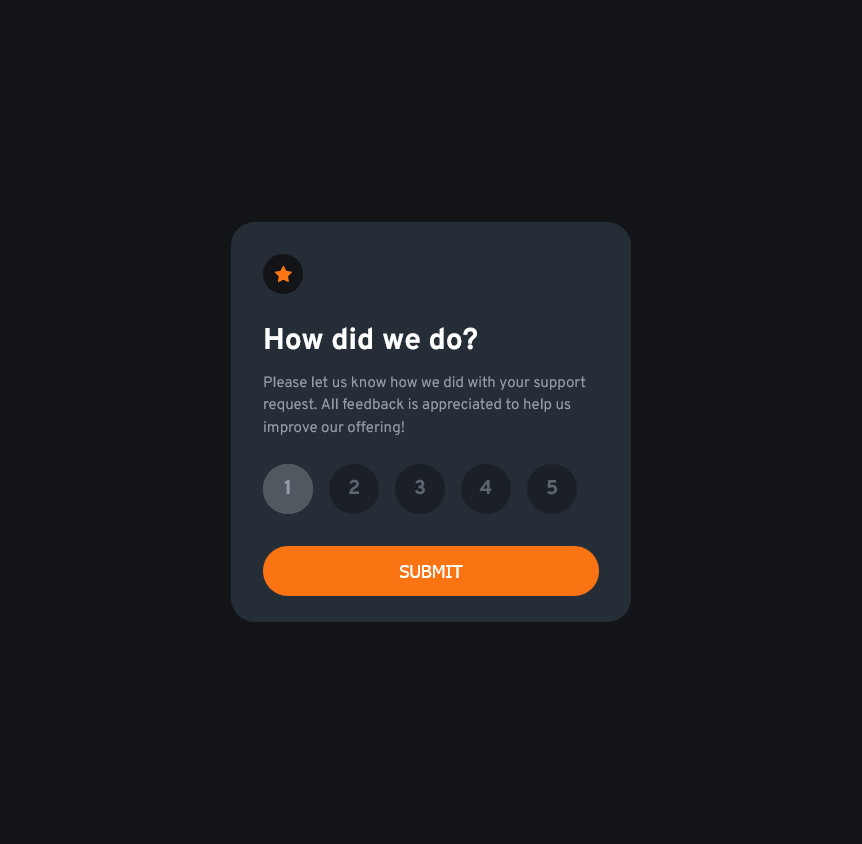 How did we do?
Please let us know how we did with your support
request. All feedback is appreciated to help us
improve our offering!
1 2 3 4 5
SUBMIT